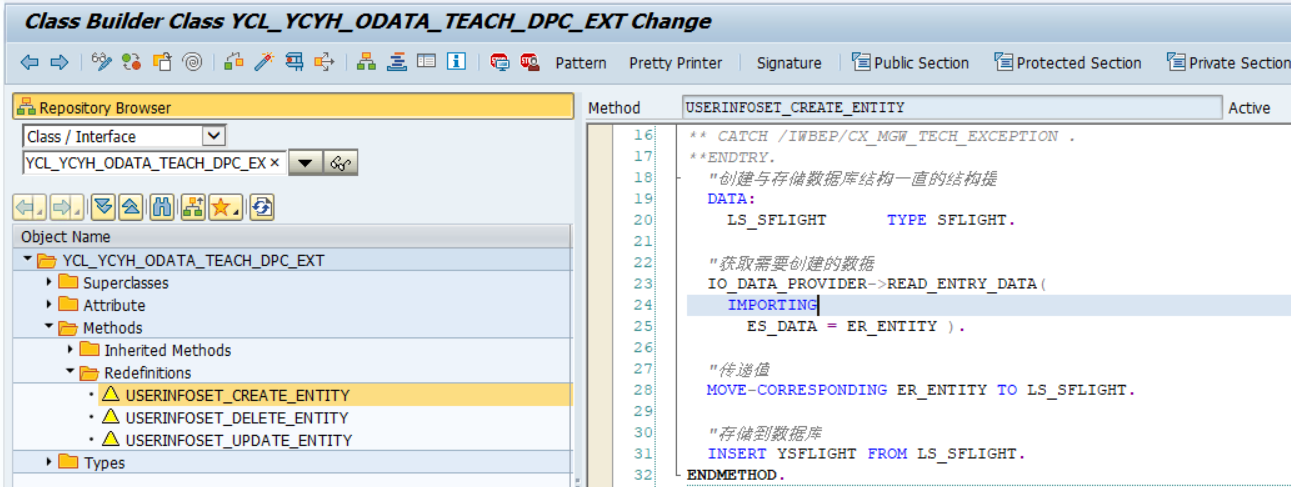 Class Builder Class YCL_YCYH_ODATA_TEACH_DPC_EXT Change
Pattern Pretty Printer Signature Public Section Protected Section Private Section
Repository Browser
Class / Interface
YCL_YCYH_ODATA_TEACH_DPC_EX
Object Name
YCL_YCYH_ODATA_TEACH_DPC_EXT
Superclasses
Attribute
Methods
Inherited Methods
Redefinitions
USERINFOSET_CREATE_ENTITY
USERINFOSET_DELETE_ENTITY
USERINFOSET_UPDATE_ENTITY
Types
Method USERINFOSET_CREATE_ENTITY Active
16 ** CATCH /IWBEP/CX_MGW_TECH_EXCEPTION .
17 **ENDTRY.
18 "创建与存储数据库结构一直的结构提
19 DATA:
20 LS_SFLIGHT TYPE SFLIGHT.
21
22 "获取需要创建的数据
23 IO_DATA_PROVIDER->READ_ENTRY_DATA(
24 IMPORTING
25 ES_DATA = ER_ENTITY ).
26
27 "传递值
28 MOVE-CORRESPONDING ER_ENTITY TO LS_SFLIGHT.
29
30 "存储到数据库
31 INSERT YSFLIGHT FROM LS_SFLIGHT.
32 ENDMETHOD.